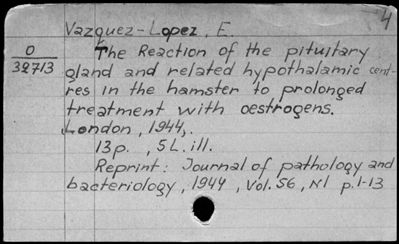 4
Vazquez-Lopez, E.
O
32713
The Reaction of the pituitary
gland and related hypothalamic cent-
res in the hamster to prolonged
treatment with oestrogens.
London, 1944,.
13p. , 5 L. ill.
Reprint: Journal of pathology and
bacteriology, 1944 , Vol. 56, N1 p. 1-13